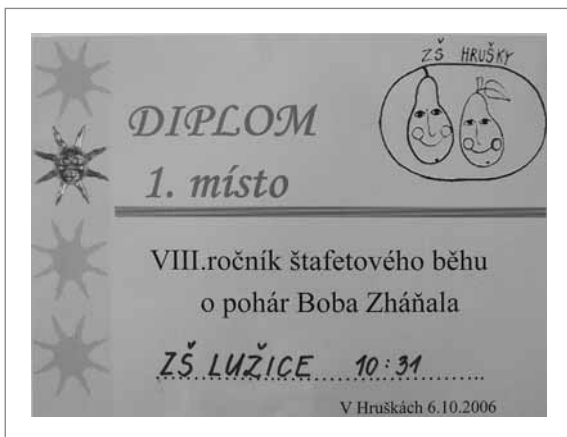 ZŠ HRUŠKY
DIPLOM
1. místo
VIII.ročník štafetového běhu
o pohár Boba Zháňala
ZŠ LUŽICE 10:31
V Hruškách 6.10.2006